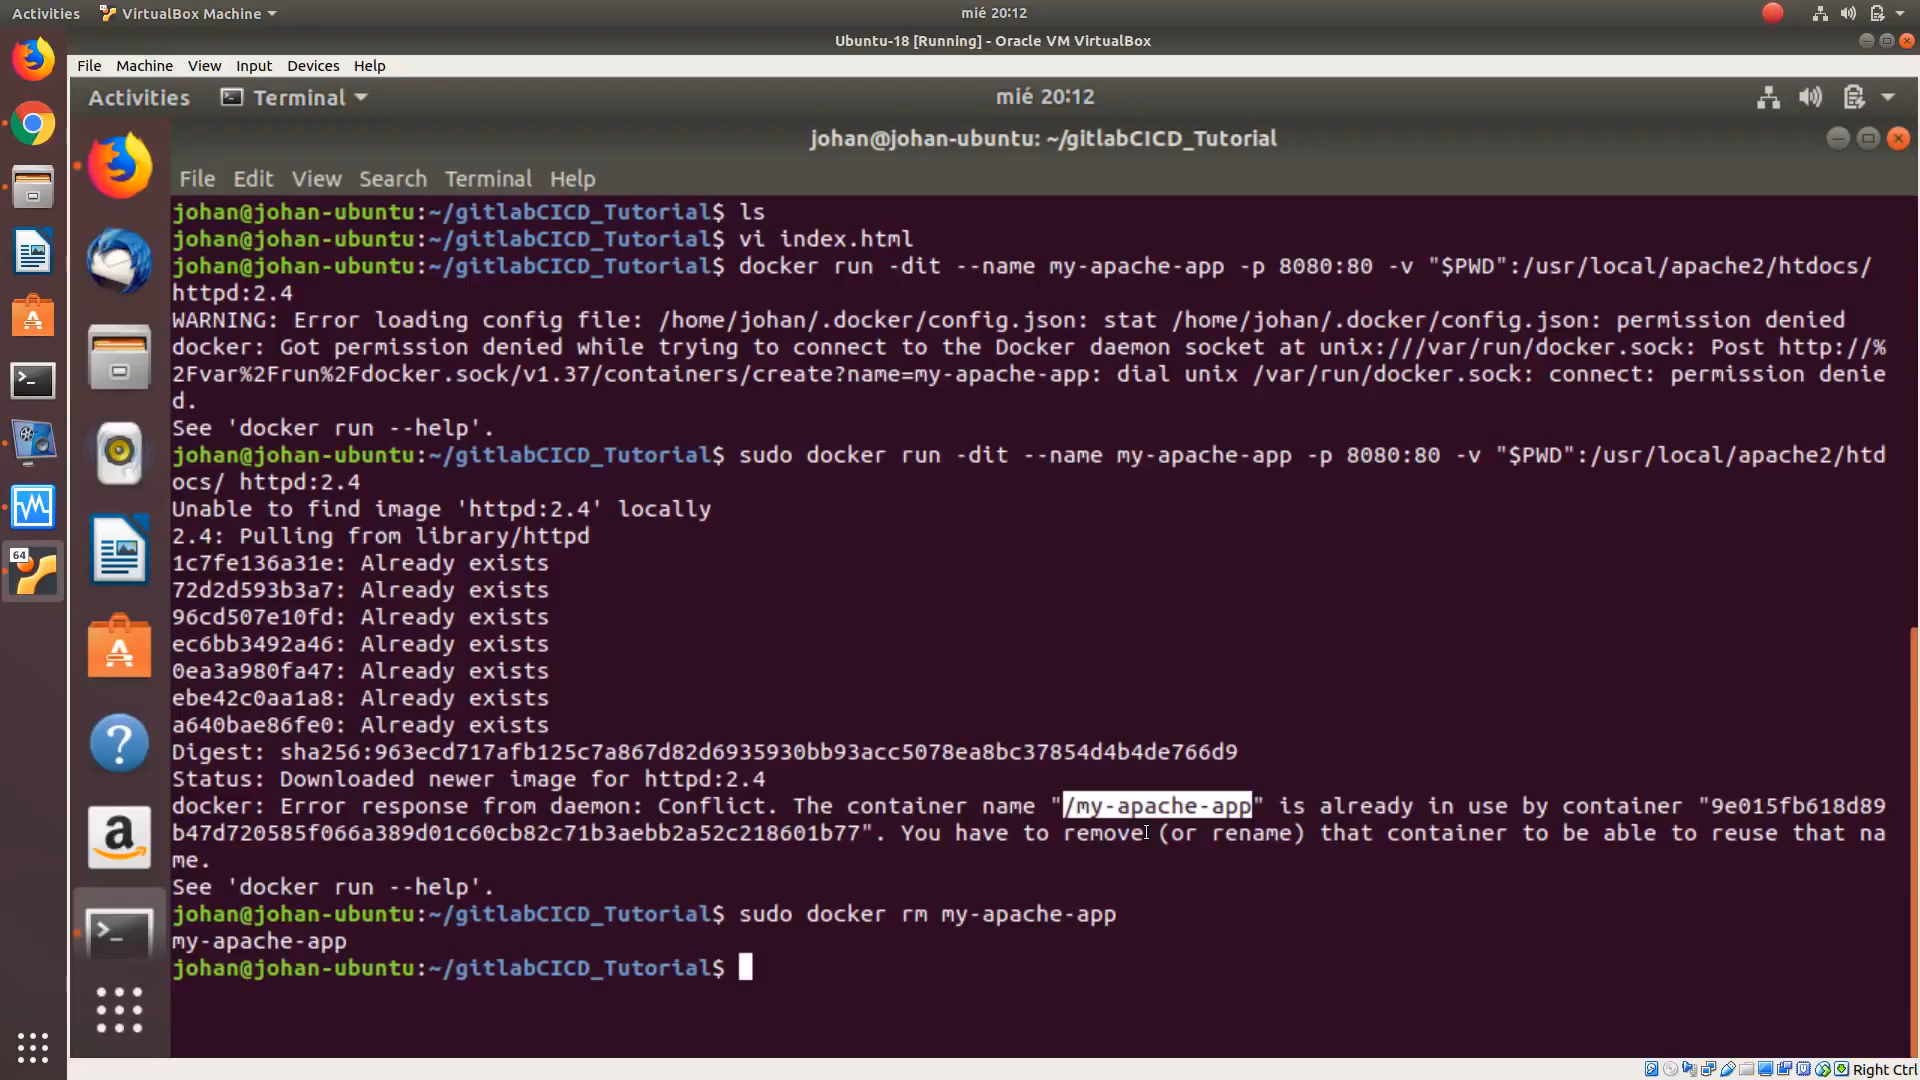 Activities VirtualBox Machine mié 20:12
Ubuntu-18 [Running] - Oracle VM VirtualBox
File Machine View Input Devices Help
Activities Terminal mié 20:12
johan@johan-ubuntu: ~/gitlabCICD_Tutorial
File Edit View Search Terminal Help
johan@johan-ubuntu:~/gitlabCICD_Tutorial$ ls
johan@johan-ubuntu:~/gitlabCICD_Tutorial$ vi index.html
johan@johan-ubuntu:~/gitlabCICD_Tutorial$ docker run -dit --name my-apache-app -p 8080:80 -v "$PWD":/usr/local/apache2/htdocs/
httpd:2.4
WARNING: Error loading config file: /home/johan/.docker/config.json: stat /home/johan/.docker/config.json: permission denied
docker: Got permission denied while trying to connect to the Docker daemon socket at unix:///var/run/docker.sock: Post http://%
2Fvar%2Frun%2Fdocker.sock/v1.37/containers/create?name=my-apache-app: dial unix /var/run/docker.sock: connect: permission denie
d.
See 'docker run --help'.
johan@johan-ubuntu:~/gitlabCICD_Tutorial$ sudo docker run -dit --name my-apache-app -p 8080:80 -v "$PWD":/usr/local/apache2/htd
ocs/ httpd:2.4
Unable to find image 'httpd:2.4' locally
2.4: Pulling from library/httpd
1c7fe136a31e: Already exists
72d2d593b3a7: Already exists
96cd507e10fd: Already exists
ec6bb3492a46: Already exists
0ea3a980fa47: Already exists
ebe42c0aa1a8: Already exists
a640bae86fe0: Already exists
Digest: sha256:963ecd717afb125c7a867d82d6935930bb93acc5078ea8bc37854d4b4de766d9
Status: Downloaded newer image for httpd:2.4
docker: Error response from daemon: Conflict. The container name "/my-apache-app" is already in use by container "9e015fb618d89
b47d720585f066a389d01c60cb82c71b3aebb2a52c218601b77". You have to remove (or rename) that container to be able to reuse that na
me.
See 'docker run --help'.
johan@johan-ubuntu:~/gitlabCICD_Tutorial$ sudo docker rm my-apache-app
my-apache-app
johan@johan-ubuntu:~/gitlabCICD_Tutorial$
64
a
Right Ctrl